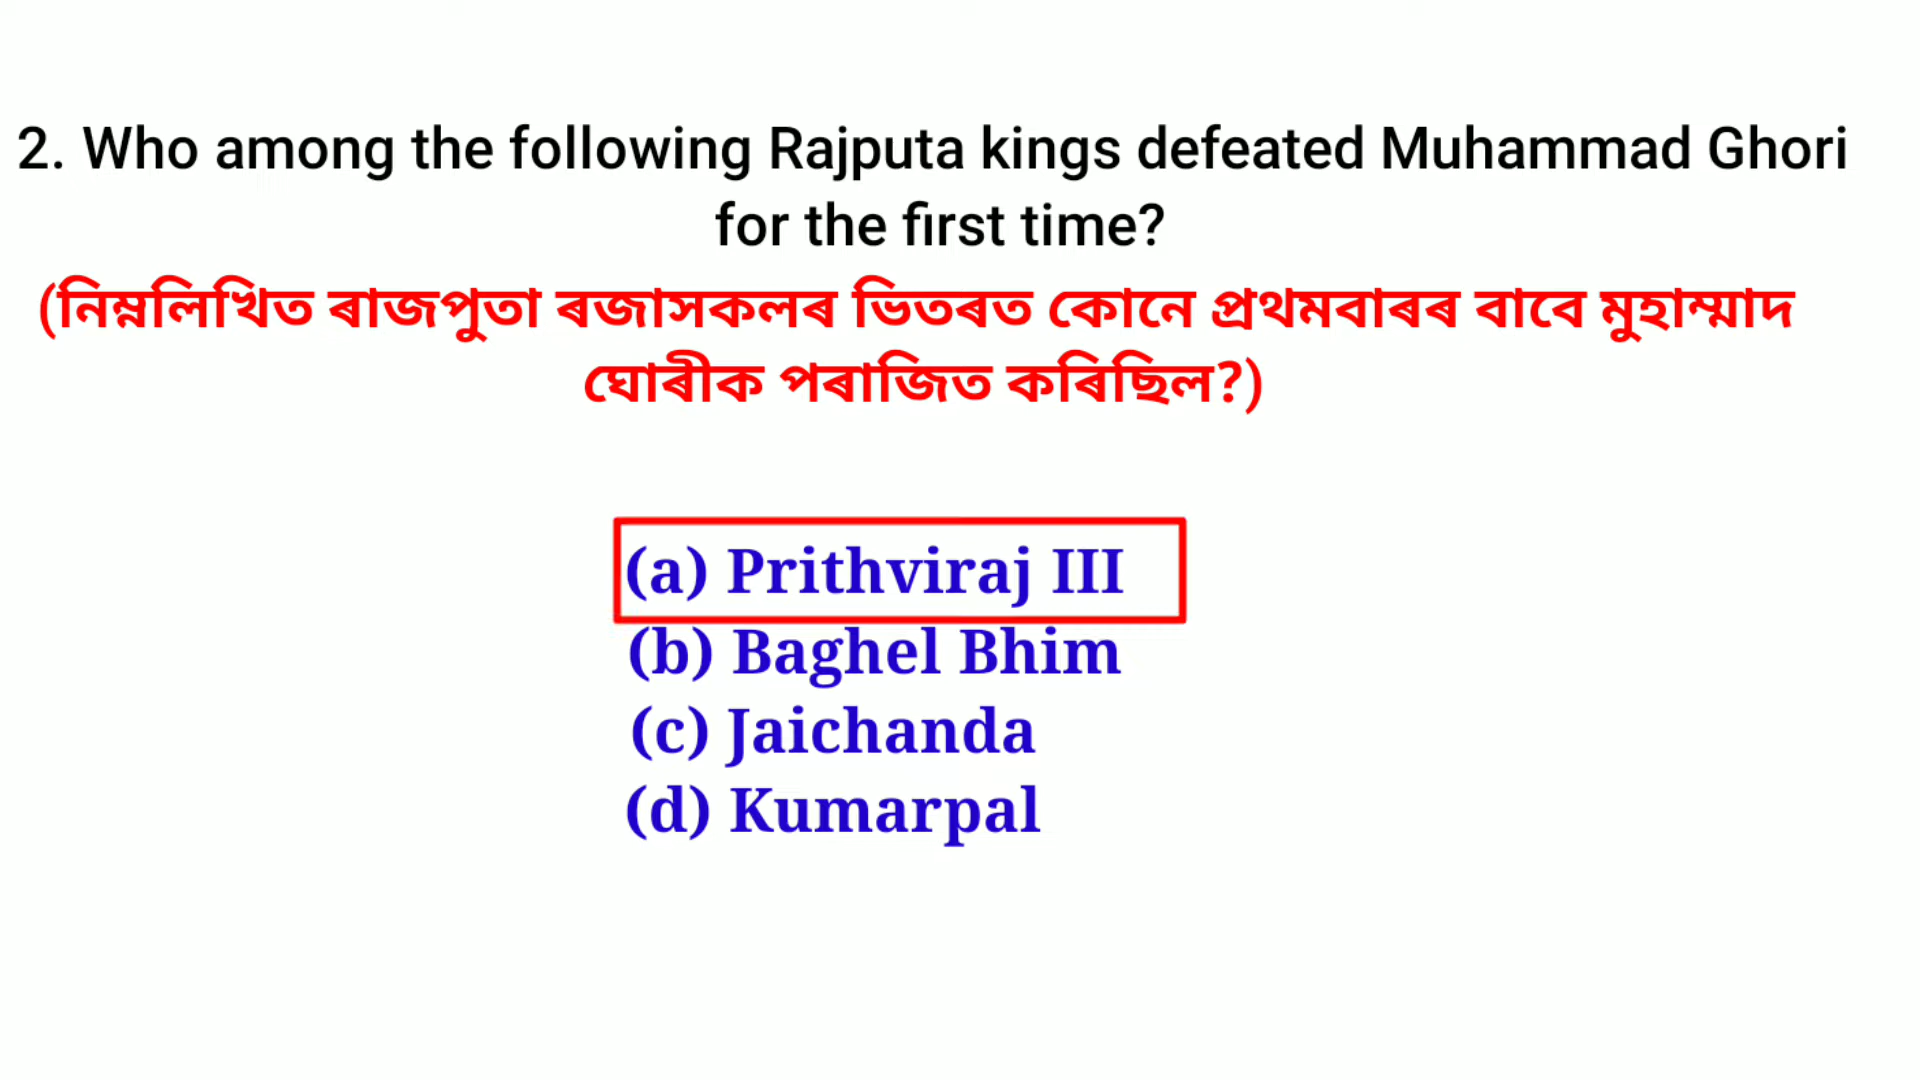 2. Who among the following Rajputa kings defeated Muhammad Ghori
for the first time?
(নিম্নলিখিত ৰাজপুতা ৰজাসকলৰ ভিতৰত কোনে প্ৰথমবাৰৰ বাবে মুহাম্মাদ
ঘোৰীক পৰাজিত কৰিছিল?)
(a) Prithviraj III
(b) Baghel Bhim
(c) Jaichanda
(d) Kumarpal